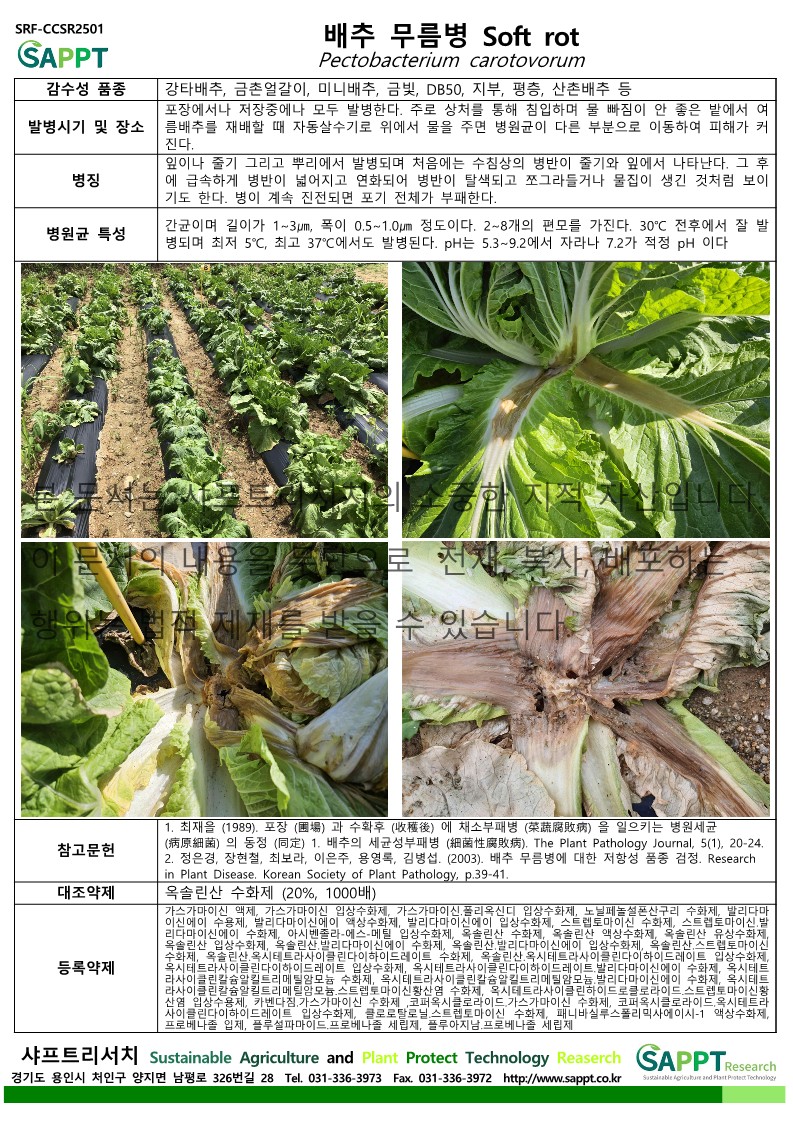 SRF-CCSR2501
SAPPT
배추 무름병 Soft rot
Pectobacterium carotovorum
감수성 품종
강타배추, 금촌얼갈이, 미니배추, 금빛, DB50, 지부, 평층, 산촌배추 등
발병시기 및 장소
포장에서나 저장중에나 모두 발병한다. 주로 상처를 통해 침입하며 물 빠짐이 안 좋은 밭에서 여
름배추를 재배할 때 자동살수기로 위에서 물을 주면 병원균이 다른 부분으로 이동하여 피해가 커
진다.
병징
잎이나 줄기 그리고 뿌리에서 발병되며 처음에는 수침상의 병반이 줄기와 잎에서 나타난다. 그 후
에 급속하게 병반이 넓어지고 연화되어 병반이 탈색되고 쪼그라들거나 물집이 생긴 것처럼 보이
기도 한다. 병이 계속 진전되면 포기 전체가 부패한다.
병원균 특성
간균이며 길이가 1~3㎛, 폭이 0.5~1.0㎛ 정도이다. 2~8개의 편모를 가진다. 30℃ 전후에서 잘 발
병되며 최저 5℃, 최고 37℃에서도 발병된다. pH는 5.3~9.2에서 자라나 7.2가 적정 pH 이다
본 문서는 샤프트리서치의 소중한 지적 자산입니다.
이 문서의 내용을 무단으로 전재, 복사, 배포하는
행위는 법적 제재를 받을 수 있습니다.
참고문헌
1. 최재을 (1989). 포장 (圃場) 과 수확후 (收穫後) 에 채소부패병 (菜蔬腐敗病) 을 일으키는 병원세균
(病原細菌) 의 동정 (同定) 1. 배추의 세균성부패병 (細菌性腐敗病). The Plant Pathology Journal, 5(1), 20-24.
2. 정은경, 장현철, 최보라, 이은주, 용영록, 김병섭. (2003). 배추 무름병에 대한 저항성 품종 검정. Research
in Plant Disease. Korean Society of Plant Pathology, p.39-41.
대조약제
옥솔린산 수화제 (20%, 1000배)
등록약제
가스가마이신 액제, 가스가마이신 입상수화제, 가스가마이신.폴리옥신디 입상수화제, 노닐페놀설폰산구리 수화제, 발리다마
이신에이 수용제, 발리다마이신에이 액상수화제, 발리다마이신에이 입상수화제, 스트렙토마이신 수화제, 스트렙토마이신.발
리다마이신에이 수화제, 아시벤졸라-에스-메틸 입상수화제, 옥솔린산 수화제, 옥솔린산 액상수화제, 옥솔린산 유상수화제,
옥솔린산 입상수화제, 옥솔린산.발리다마이신에이 수화제, 옥솔린산.발리다마이신에이 입상수화제, 옥솔린산.스트렙토마이신
수화제, 옥솔린산.옥시테트라사이클린다이하이드레이트 수화제, 옥솔린산.옥시테트라사이클린다이하이드레이트 입상수화제,
옥시테트라사이클린다이하이드레이트 입상수화제, 옥시테트라사이클린다이하이드레이트.발리다마이신에이 수화제, 옥시테트
라사이클린칼슘알킬트리메틸암모늄 수화제, 옥시테트라사이클린칼슘알킬트리메틸암모늄.발리다마이신에이 수화제, 옥시테트
라사이클린칼슘알킬트리메틸암모늄.스트렙토마이신황산염 수화제, 옥시테트라사이클린하이드로클로라이드.스트렙토마이신황
산염 입상수용제, 카벤다짐.가스가마이신 수화제 ,코퍼옥시클로라이드.가스가마이신 수화제, 코퍼옥시클로라이드.옥시테트라
사이클린다이하이드레이트 입상수화제, 클로로탈로닐.스트렙토마이신 수화제, 패니바실루스폴리믹사에이시-1 액상수화제,
프로베나졸 입제, 플루설파마이드.프로베나졸 세립제, 플루아지남.프로베나졸 세립제
샤프트리서치 Sustainable Agriculture and Plant Protect Technology Reaserch
경기도 용인시 처인구 양지면 남평로 326번길 28 Tel. 031-336-3973 Fax. 031-336-3972 http://www.sappt.co.kr
SAPPT Research
Sustainable Agriculture and Plant Protect Technology